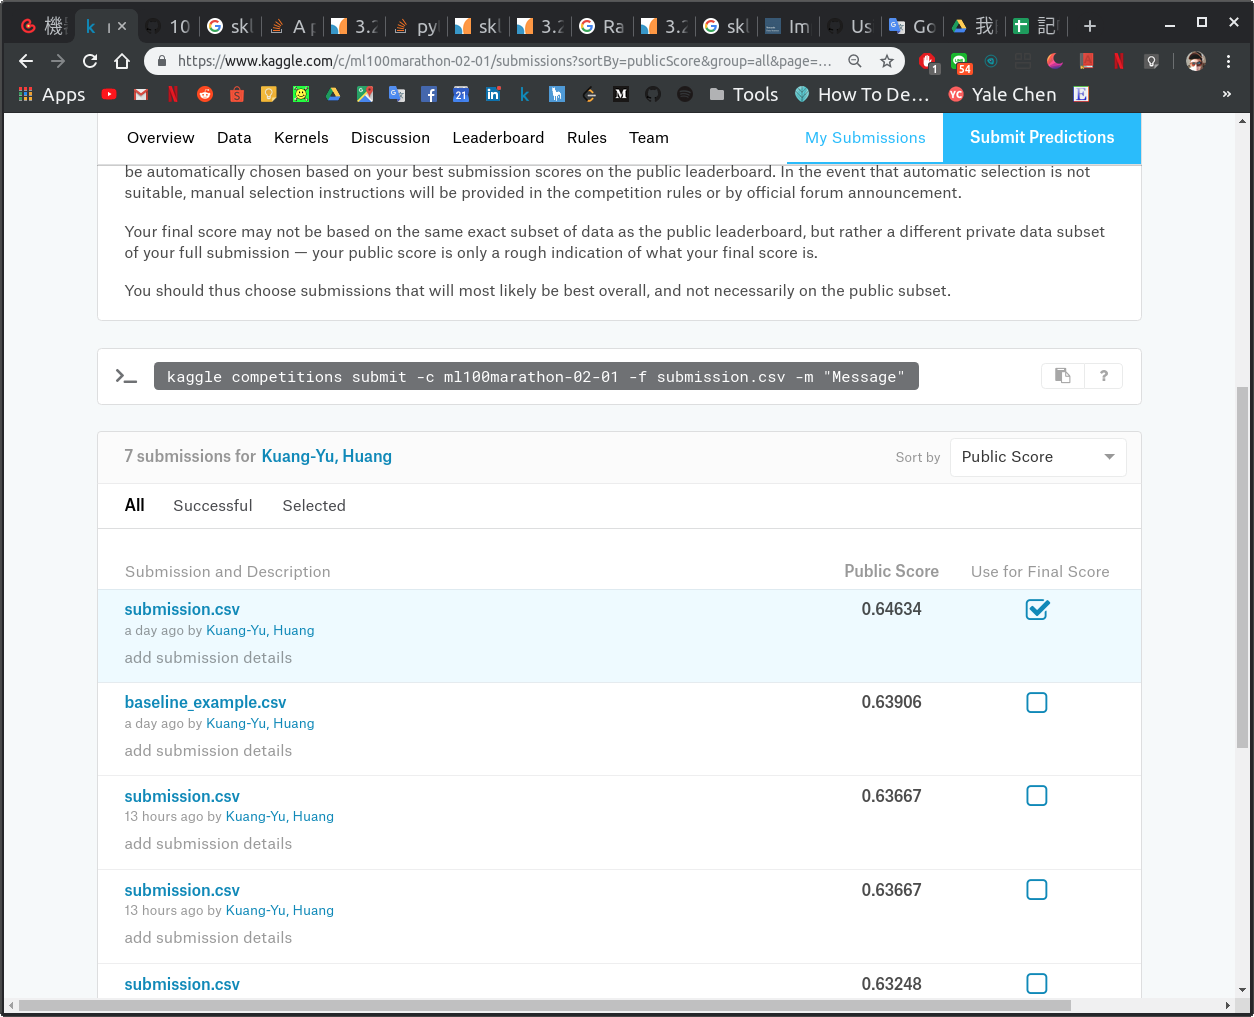 機
10
skl
A p
3.2
pyt
skl
3.2
Ra
3.2
skl
Im
Us
Go
我
記
https://www.kaggle.com/c/ml100marathon-02-01/submissions?sortBy=publicScore&group=all&page=...
1
54
Apps
21
Tools
How To De...
YC
Yale Chen
E
»
Overview Data Kernels Discussion Leaderboard Rules Team My Submissions Submit Predictions
be automatically chosen based on your best submission scores on the public leaderboard. In the event that automatic selection is not
suitable, manual selection instructions will be provided in the competition rules or by official forum announcement.
Your final score may not be based on the same exact subset of data as the public leaderboard, but rather a different private data subset
of your full submission — your public score is only a rough indication of what your final score is.
You should thus choose submissions that will most likely be best overall, and not necessarily on the public subset.
>_ kaggle competitions submit -c ml100marathon-02-01 -f submission.csv -m "Message" ?
7 submissions for Kuang-Yu, Huang Sort by Public Score
All Successful Selected
Submission and Description Public Score Use for Final Score
submission.csv 0.64634
a day ago by Kuang-Yu, Huang
add submission details
baseline_example.csv 0.63906
a day ago by Kuang-Yu, Huang
add submission details
submission.csv 0.63667
13 hours ago by Kuang-Yu, Huang
add submission details
submission.csv 0.63667
13 hours ago by Kuang-Yu, Huang
add submission details
submission.csv 0.63248